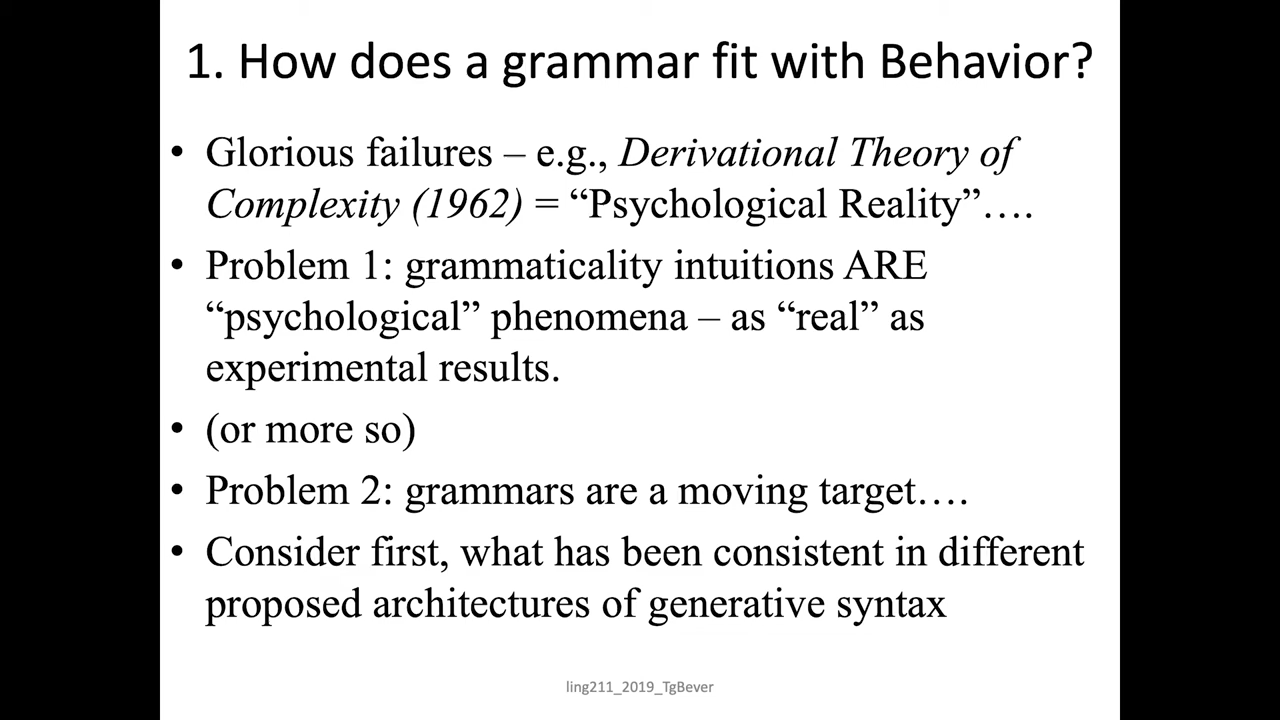 1. How does a grammar fit with Behavior?
• Glorious failures – e.g., Derivational Theory of
Complexity (1962) = “Psychological Reality”….
• Problem 1: grammaticality intuitions ARE
“psychological” phenomena – as “real” as
experimental results.
• (or more so)
• Problem 2: grammars are a moving target….
• Consider first, what has been consistent in different
proposed architectures of generative syntax
ling211_2019_TgBever